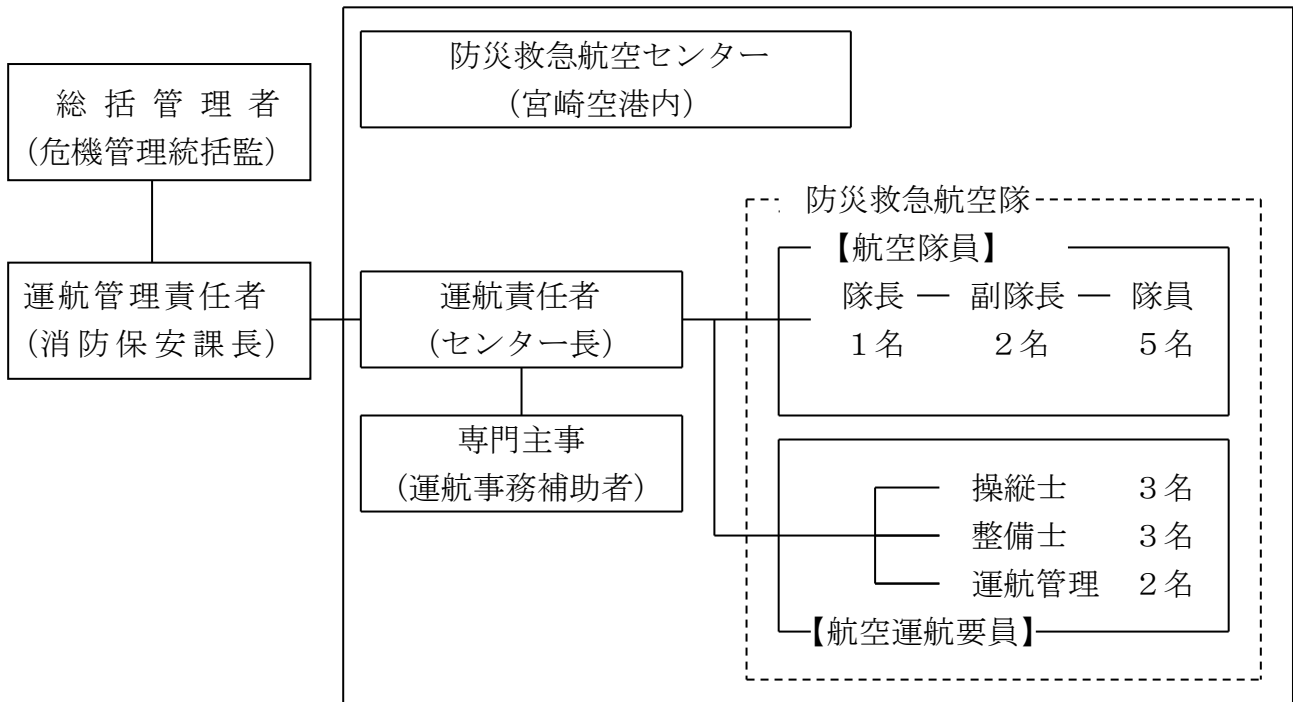 防災救急航空センター
(宮崎空港内)
総括管理者
(危機管理統括監)
運航管理責任者
(消防保安課長)
運航責任者
(センター長)
専門主事
(運航事務補助者)
防災救急航空隊
【航空隊員】
隊長 ― 副隊長 ― 隊員
1名 2名 5名
操縦士 3名
整備士 3名
運航管理 2名
【航空運航要員】